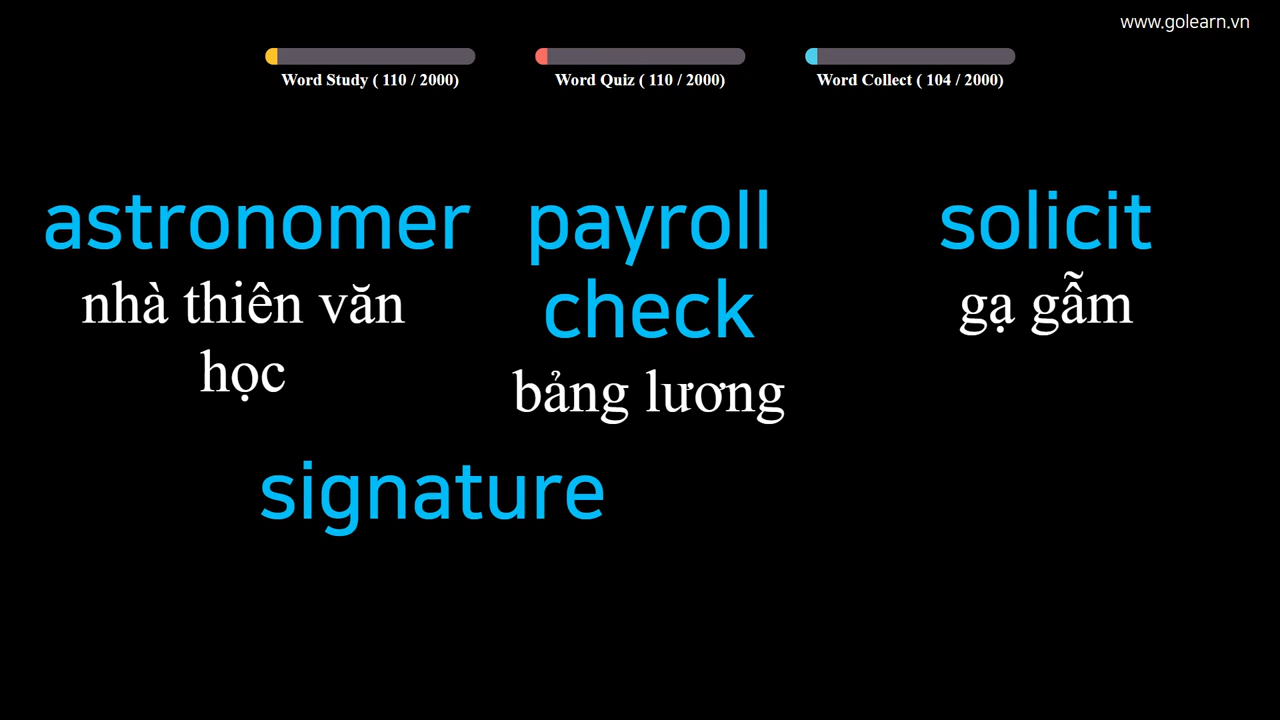 www.golearn.vn
Word Study ( 110 / 2000)
Word Quiz ( 110 / 2000)
Word Collect ( 104 / 2000)
astronomer
nhà thiên văn
học
payroll
check
bảng lương
solicit
gạ gẫm
signature